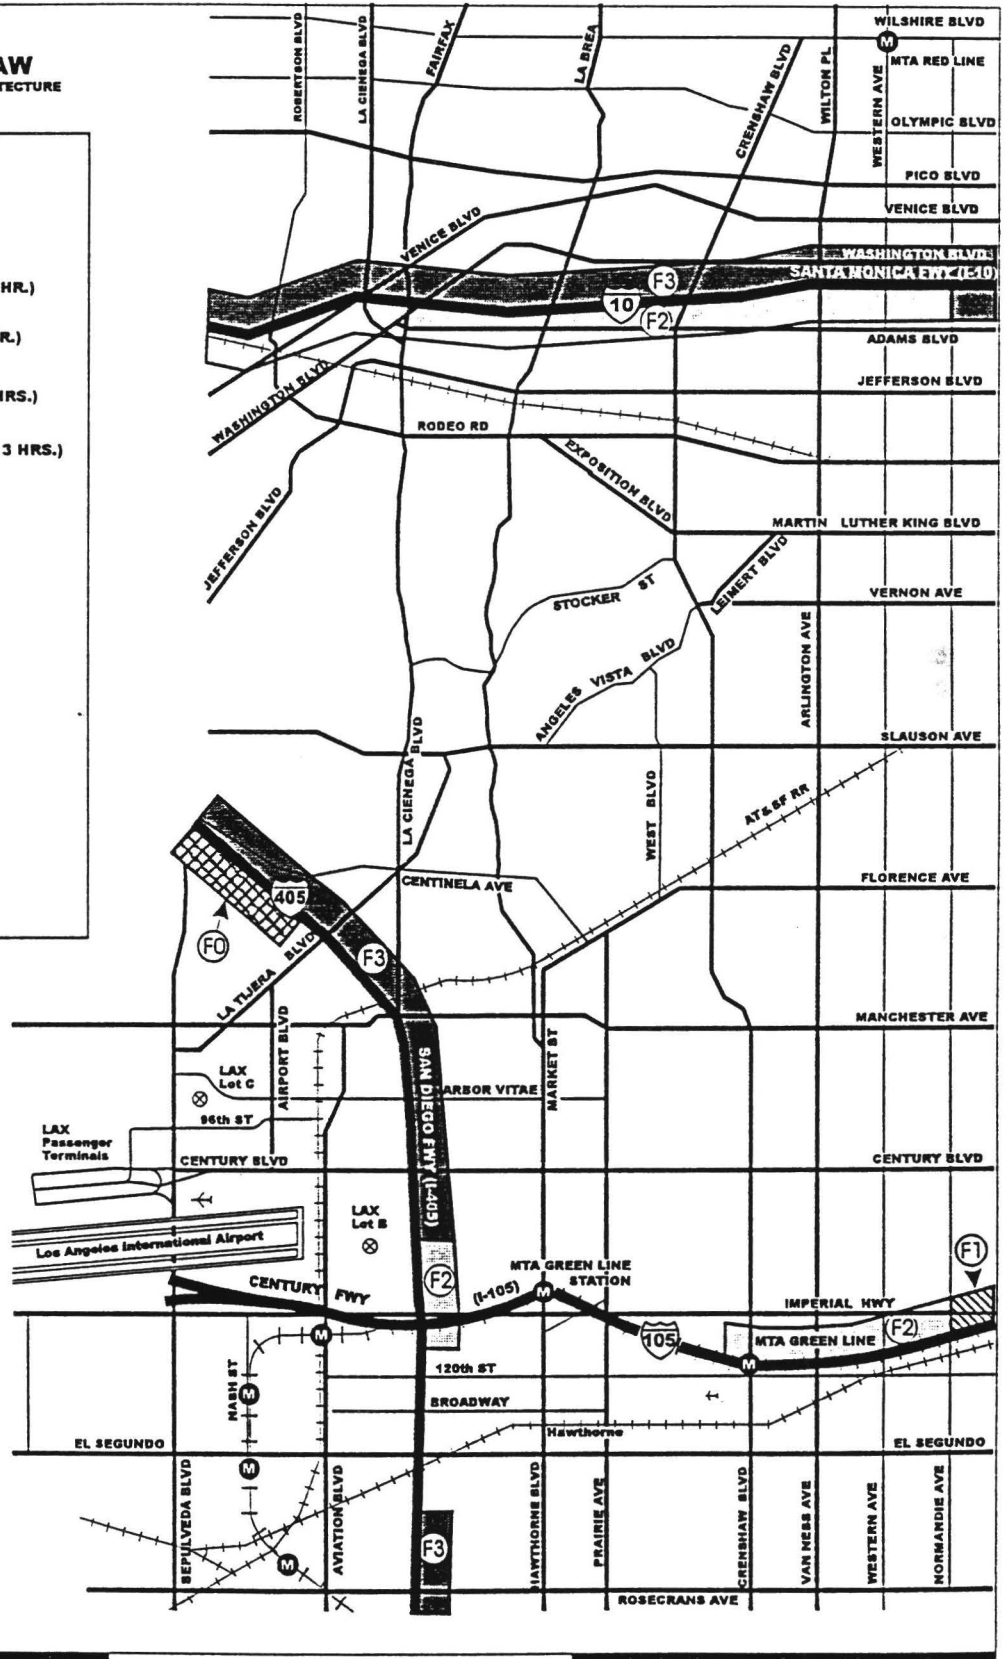 AW
TECTURE
HR.)
R.)
HRS.)
3 HRS.)
ROBERTSON BLVD
LA CIENEGA BLVD
FAIRFAX
LA BREA
CRENSHAW BLVD
WILTON PL
WESTERN AVE
WILSHIRE BLVD
M
MTA RED LINE
OLYMPIC BLVD
PICO BLVD
VENICE BLVD
VENICE BLVD
WASHINGTON BLVD
SANTA MONICA FWY (I-10)
F3
10
F2
ADAMS BLVD
JEFFERSON BLVD
WASHINGTON BLVD
RODEO RD
EXPOSITION BLVD
JEFFERSON BLVD
MARTIN LUTHER KING BLVD
LEIMERT BLVD
STOCKER ST
VERNON AVE
ARLINGTON AVE
ANGELES VISTA BLVD
LA CIENEGA BLVD
SLAUSON AVE
WEST BLVD
AT&SF RR
CENTINELA AVE
FLORENCE AVE
405
F0
F3
LA TIJERA BLVD
AIRPORT BLVD
MANCHESTER AVE
MARKET ST
SAN DIEGO FWY (I-405)
LAX
Lot C
ARBOR VITAE
96th ST
LAX
Passenger
Terminals
CENTURY BLVD
CENTURY BLVD
LAX
Lot B
Los Angeles International Airport
F1
MTA GREEN LINE
STATION
F2
CENTURY FWY
(I-105)
M
IMPERIAL HWY
MTA GREEN LINE
F2
105
M
M
120th ST
NASH ST
M
BROADWAY
Hawthorne
EL SEGUNDO
EL SEGUNDO
M
SEPULVEDA BLVD
AVIATION BLVD
HAWTHORNE BLVD
PRAIRIE AVE
CRENSHAW BLVD
VAN NESS AVE
WESTERN AVE
NORMANDIE AVE
F3
M
ROSECRANS AVE